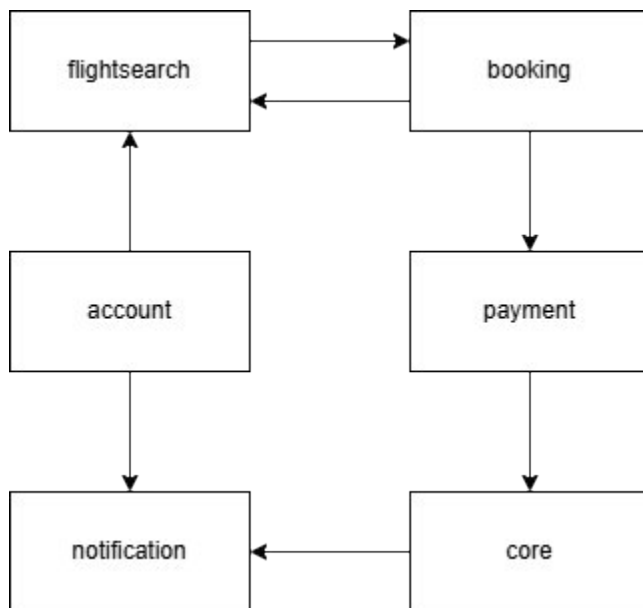 flightsearch
booking
account
payment
notification
core